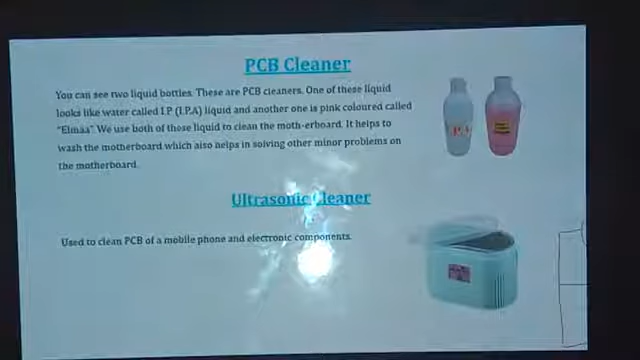 PCB Cleaner
You can see two liquid bottles. These are PCB cleaners. One of these liquid
looks like water called I.P (I.P.A) liquid and another one is pink coloured called
"Elmaa". We use both of those liquid to clean the moth-erboard. It helps to
wash the motherboard which also helps in solving other minor problems on
the motherboard.
I.P.A
Ultrasonic Cleaner
Used to clean PCB of a mobile phone and electronic components.